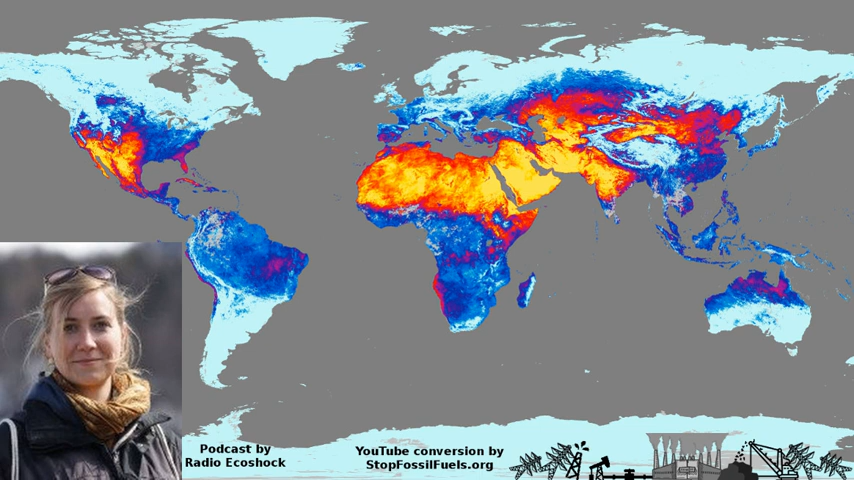 Podcast by
Radio Ecoshock
YouTube conversion by
StopFossilFuels.org